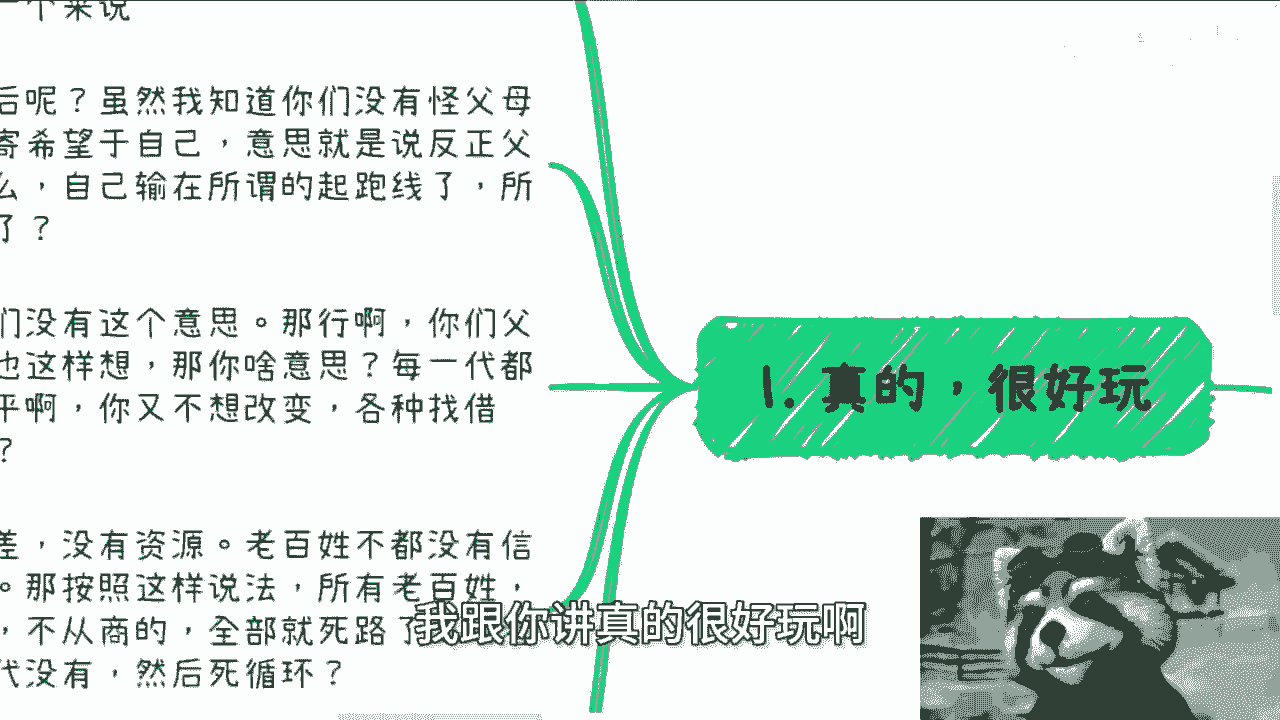 一个来说
后呢？虽然我知道你们没有怪父母
寄希望于自己，意思就是说反正父
么，自己输在所谓的起跑线了，所
了？
们没有这个意思。那行啊，你们父
也这样想，那你啥意思？每一代都
平啊，你又不想改变，各种找借
？
差，没有资源。老百姓不都没有信
。那按照这样说法，所有老百姓，
，不从商的，全部就死路了
代没有，然后死循环？
1. 真的，很好玩
我跟你讲真的很好玩啊